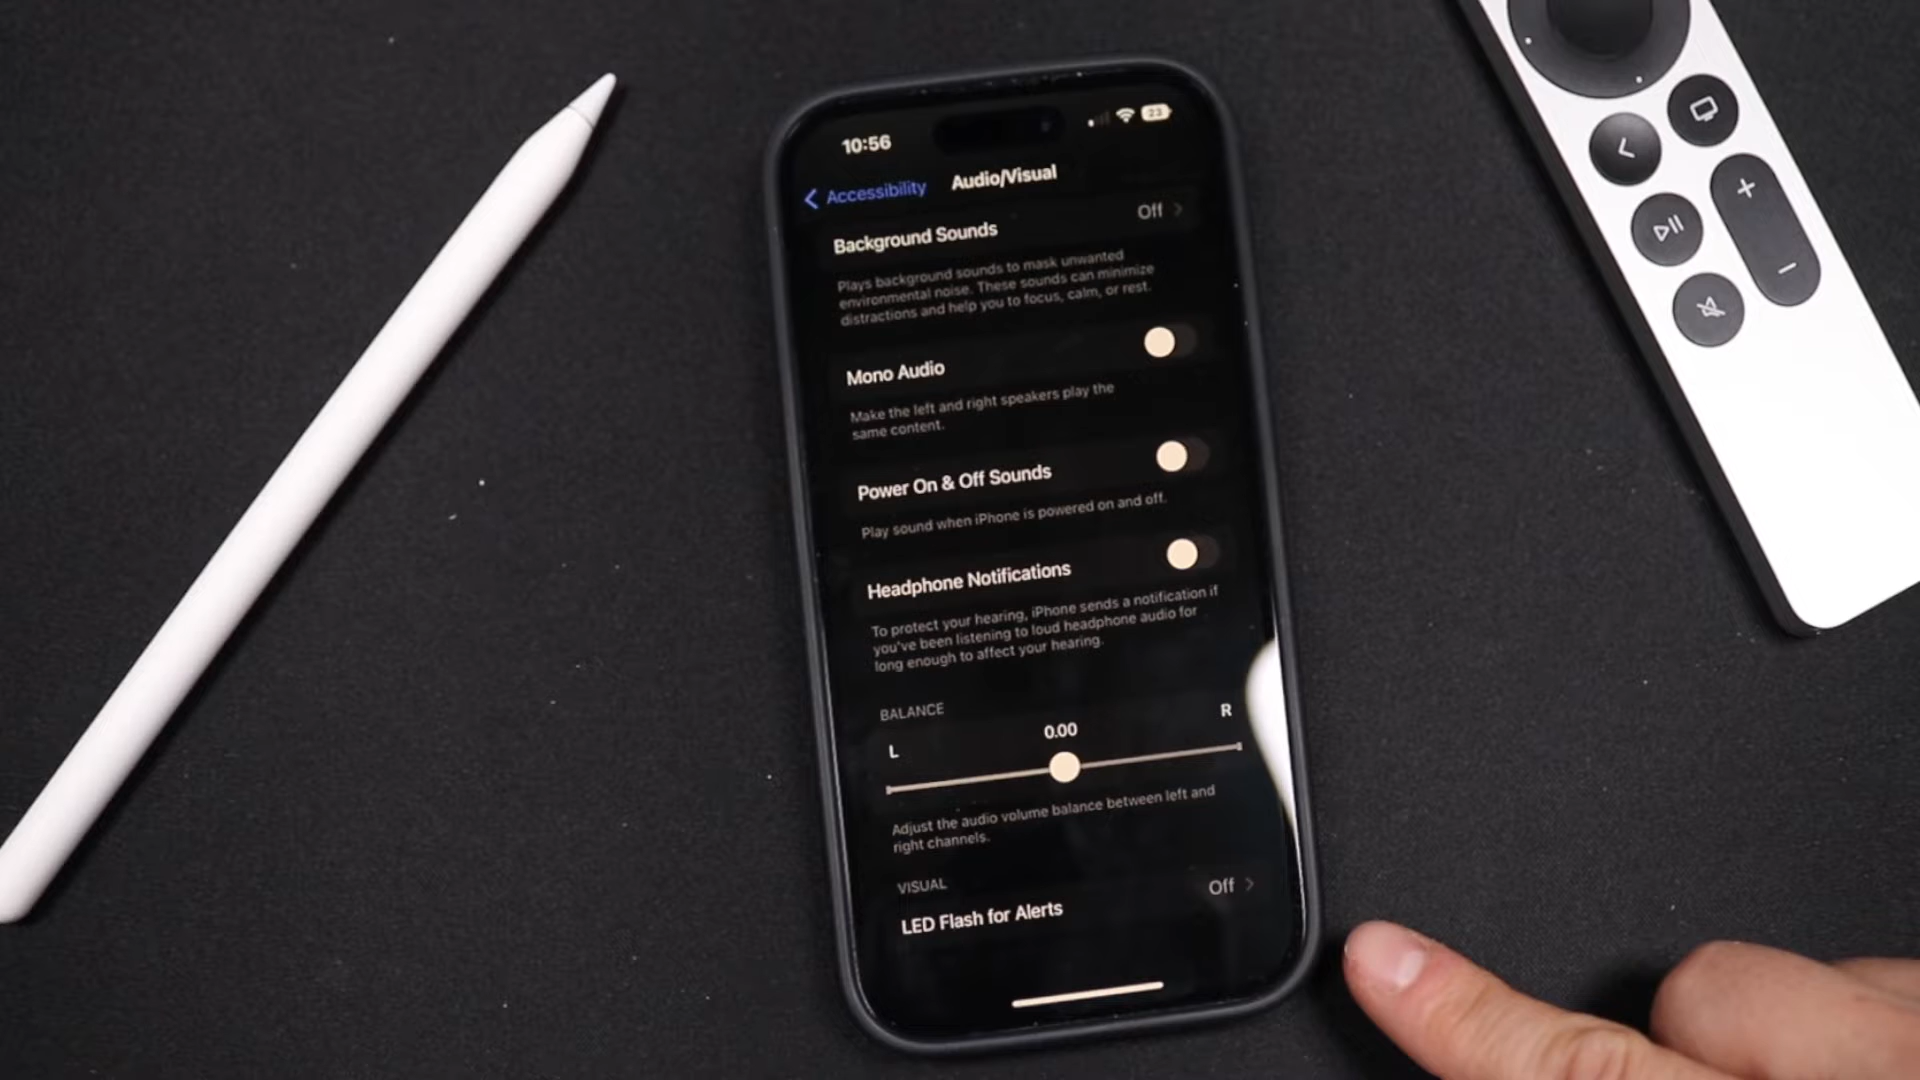 10:56
23
Accessibility
Audio/Visual
Background Sounds
Off
Plays background sounds to mask unwanted
environmental noise. These sounds can minimize
distractions and help you to focus, calm, or rest.
Mono Audio
Make the left and right speakers play the
same content.
Power On & Off Sounds
Play sound when iPhone is powered on and off.
Headphone Notifications
To protect your hearing, iPhone sends a notification if
you've been listening to loud headphone audio for
long enough to affect your hearing.
BALANCE
L
0.00
R
Adjust the audio volume balance between left and
right channels.
VISUAL
LED Flash for Alerts
Off